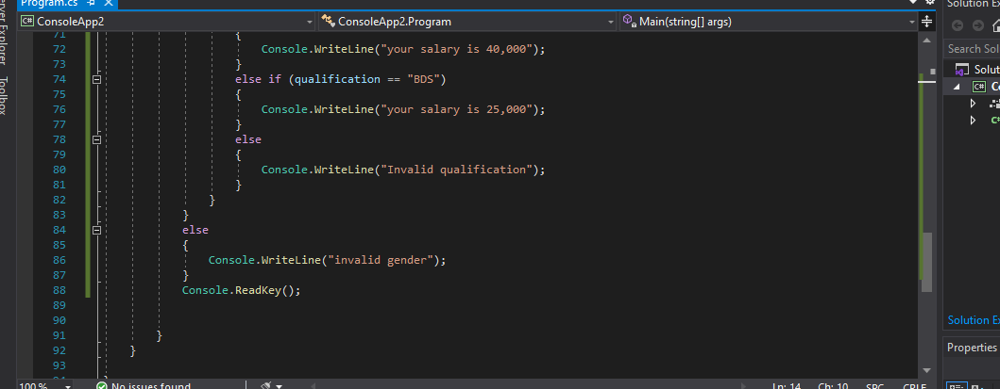 Program.cs
ConsoleApp2
ConsoleApp2.Program
Main(string[] args)
Solution Ex
Server Explorer
Toolbox
Search Sol
Solut
71 {
72 Console.WriteLine("your salary is 40,000");
73 }
74 else if (qualification == "BDS")
75 {
76 Console.WriteLine("your salary is 25,000");
77 }
78 else
79 {
80 Console.WriteLine("Invalid qualification");
81 }
82 }
83 }
84 else
85 {
86 Console.WriteLine("invalid gender");
87 }
88 Console.ReadKey();
89
90
91 }
92 }
93
Solution Ex
Properties
100 %
No issues found
Ln: 14
Ch: 10
SPC
CRLF